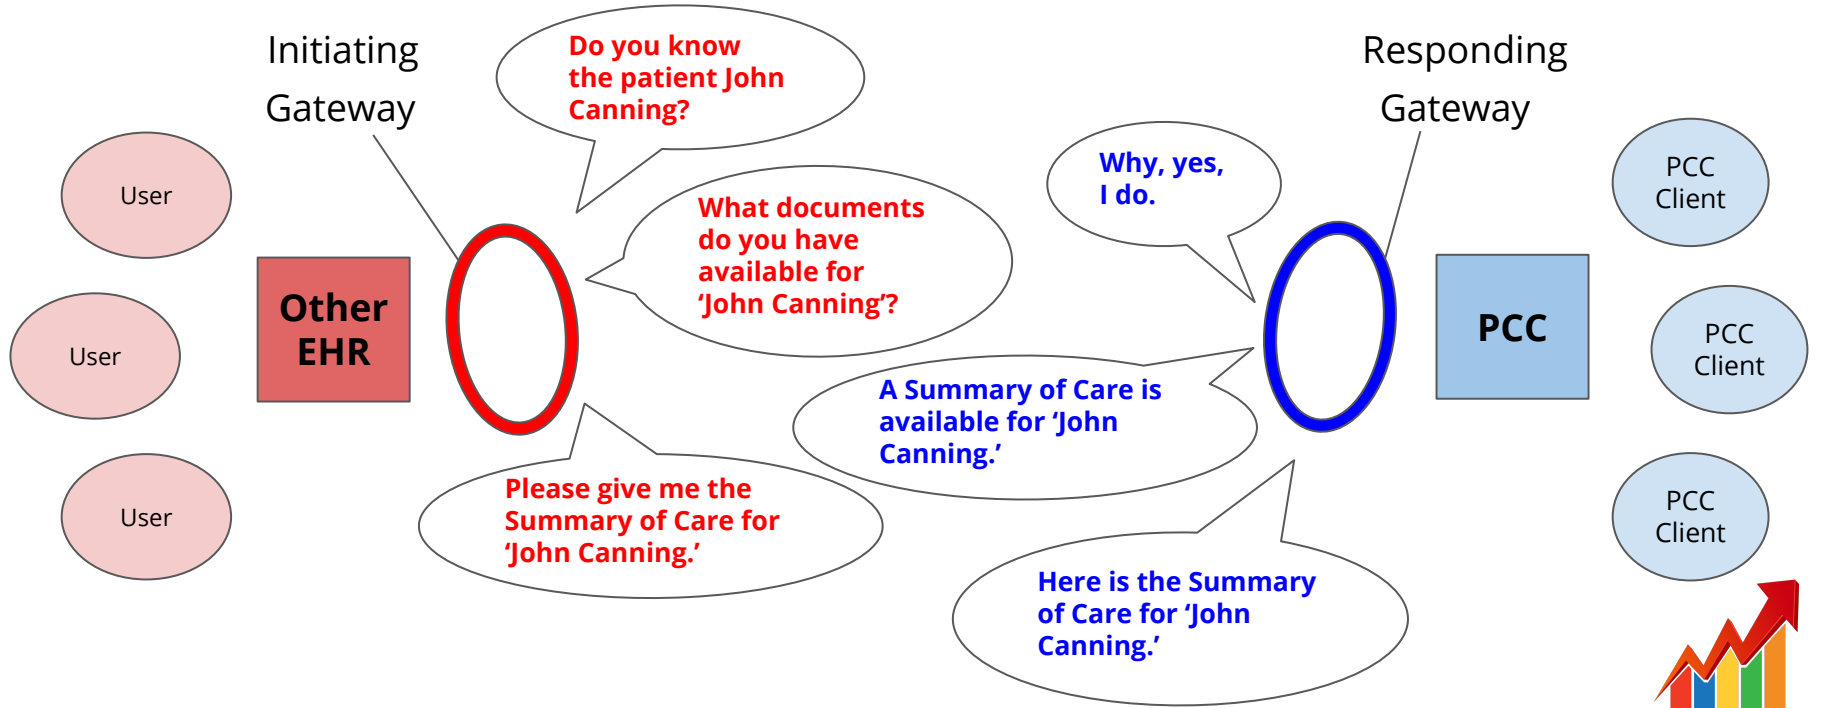 Initiating
Gateway
Do you know
the patient John
Canning?
Responding
Gateway
User
User
User
Other
EHR
What documents
do you have
available for
‘John Canning’?
Why, yes,
I do.
A Summary of Care is
available for ‘John
Canning.’
Please give me the
Summary of Care for
‘John Canning.’
Here is the Summary
of Care for ‘John
Canning.’
PCC
PCC
Client
PCC
Client
PCC
Client